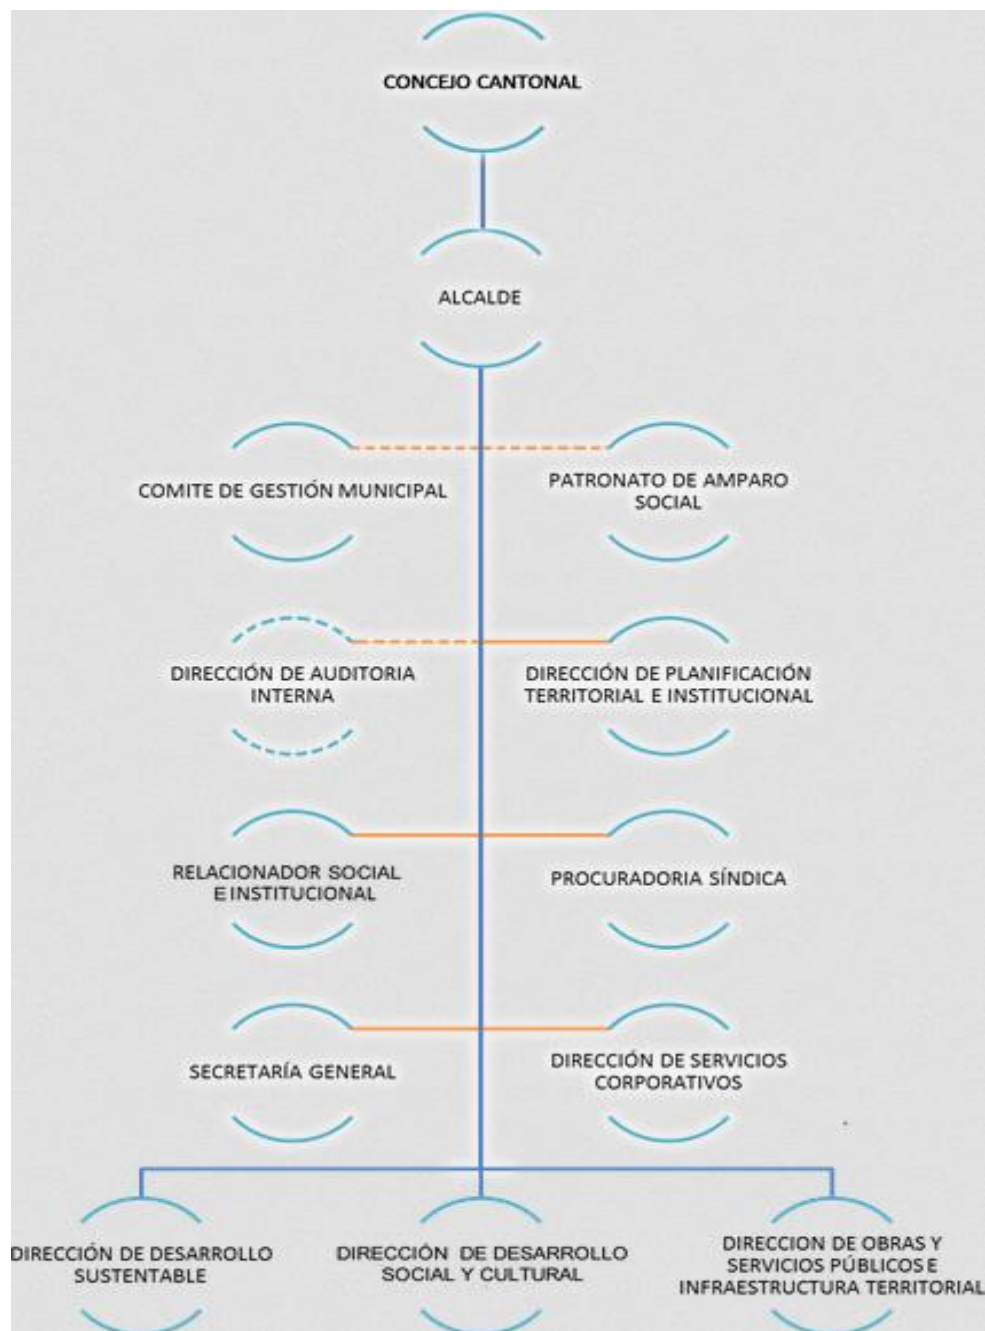 CONCEJO CANTONAL
ALCALDE
COMITE DE GESTIÓN MUNICIPAL
PATRONATO DE AMPARO
SOCIAL
DIRECCIÓN DE AUDITORIA
INTERNA
DIRECCIÓN DE PLANIFICACIÓN
TERRITORIAL E INSTITUCIONAL
RELACIONADOR SOCIAL
E INSTITUCIONAL
PROCURADORIA SÍNDICA
SECRETARÍA GENERAL
DIRECCIÓN DE SERVICIOS
CORPORATIVOS
DIRECCIÓN DE DESARROLLO
SUSTENTABLE
DIRECCIÓN DE DESARROLLO
SOCIAL Y CULTURAL
DIRECCION DE OBRAS Y
SERVICIOS PÚBLICOS E
INFRAESTRUCTURA TERRITORIAL